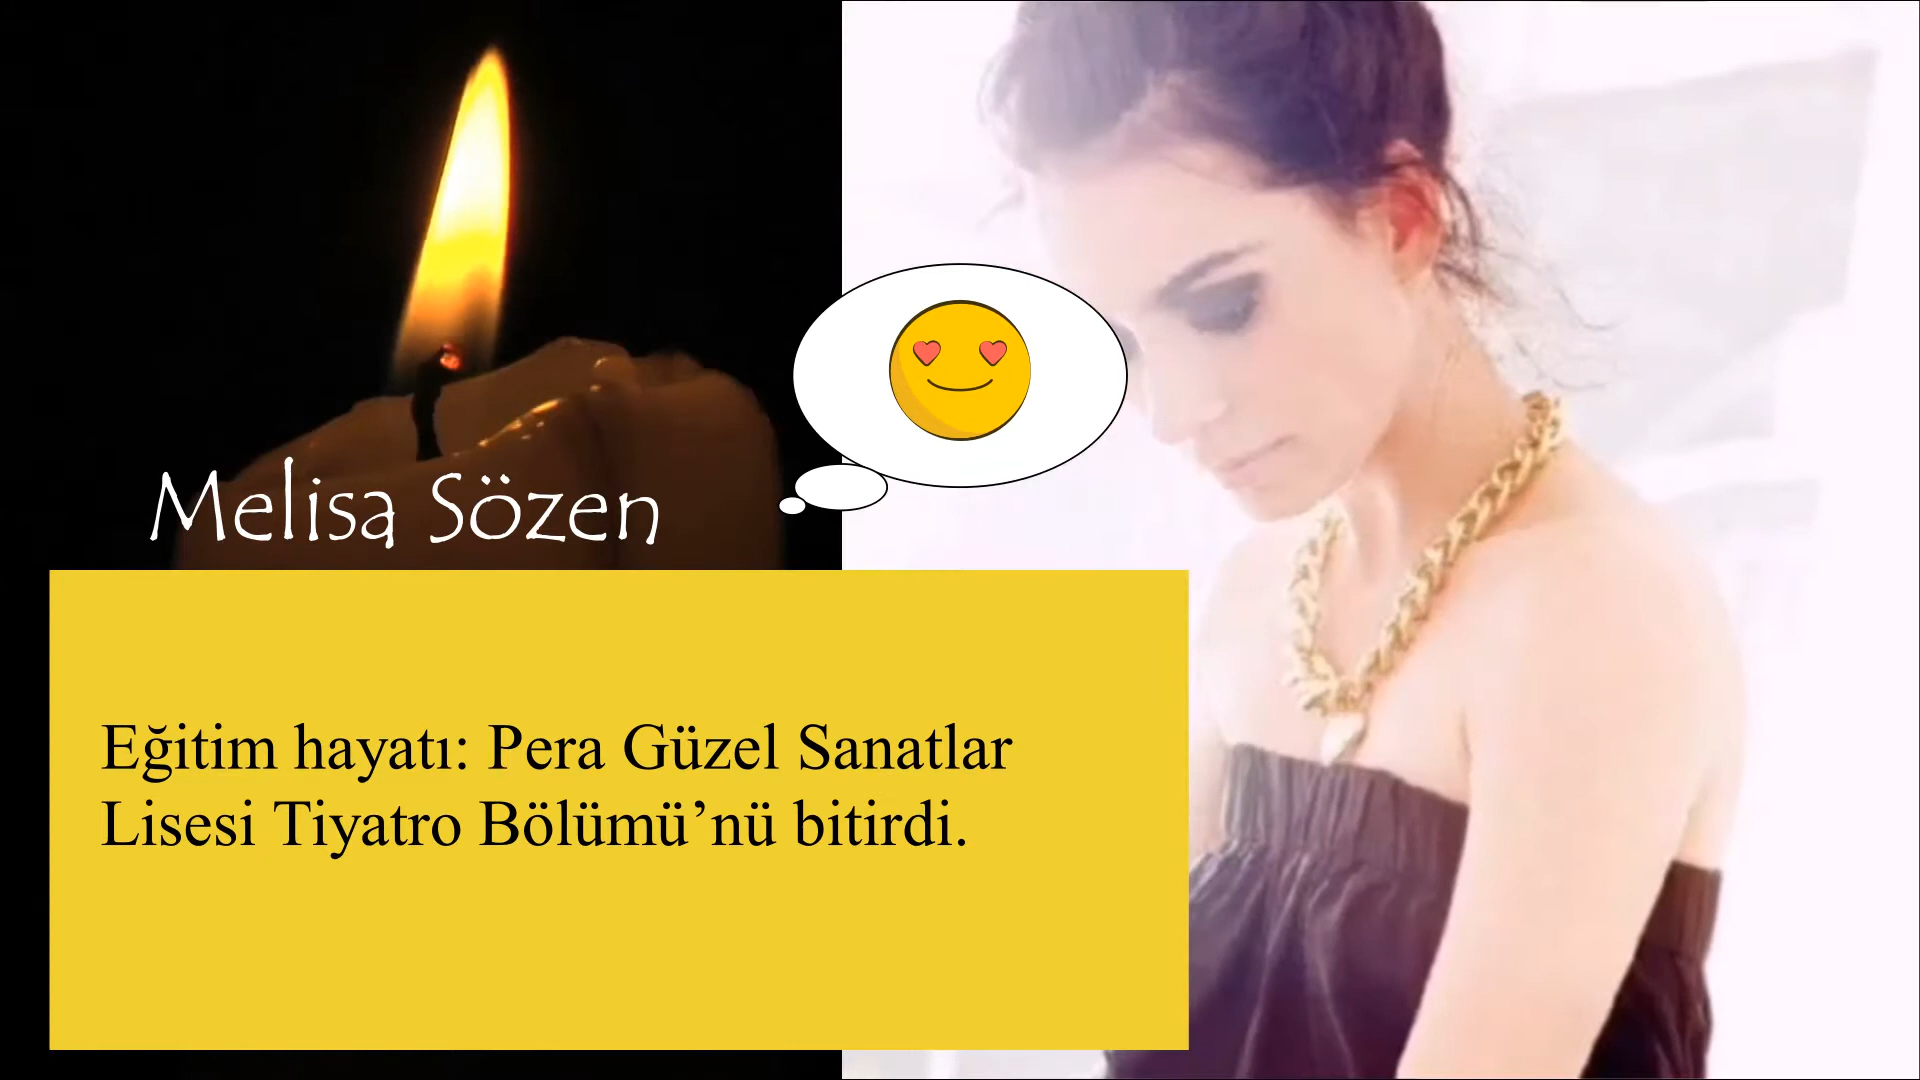 Melisa Sözen
Eğitim hayatı: Pera Güzel Sanatlar
Lisesi Tiyatro Bölümü’nü bitirdi.